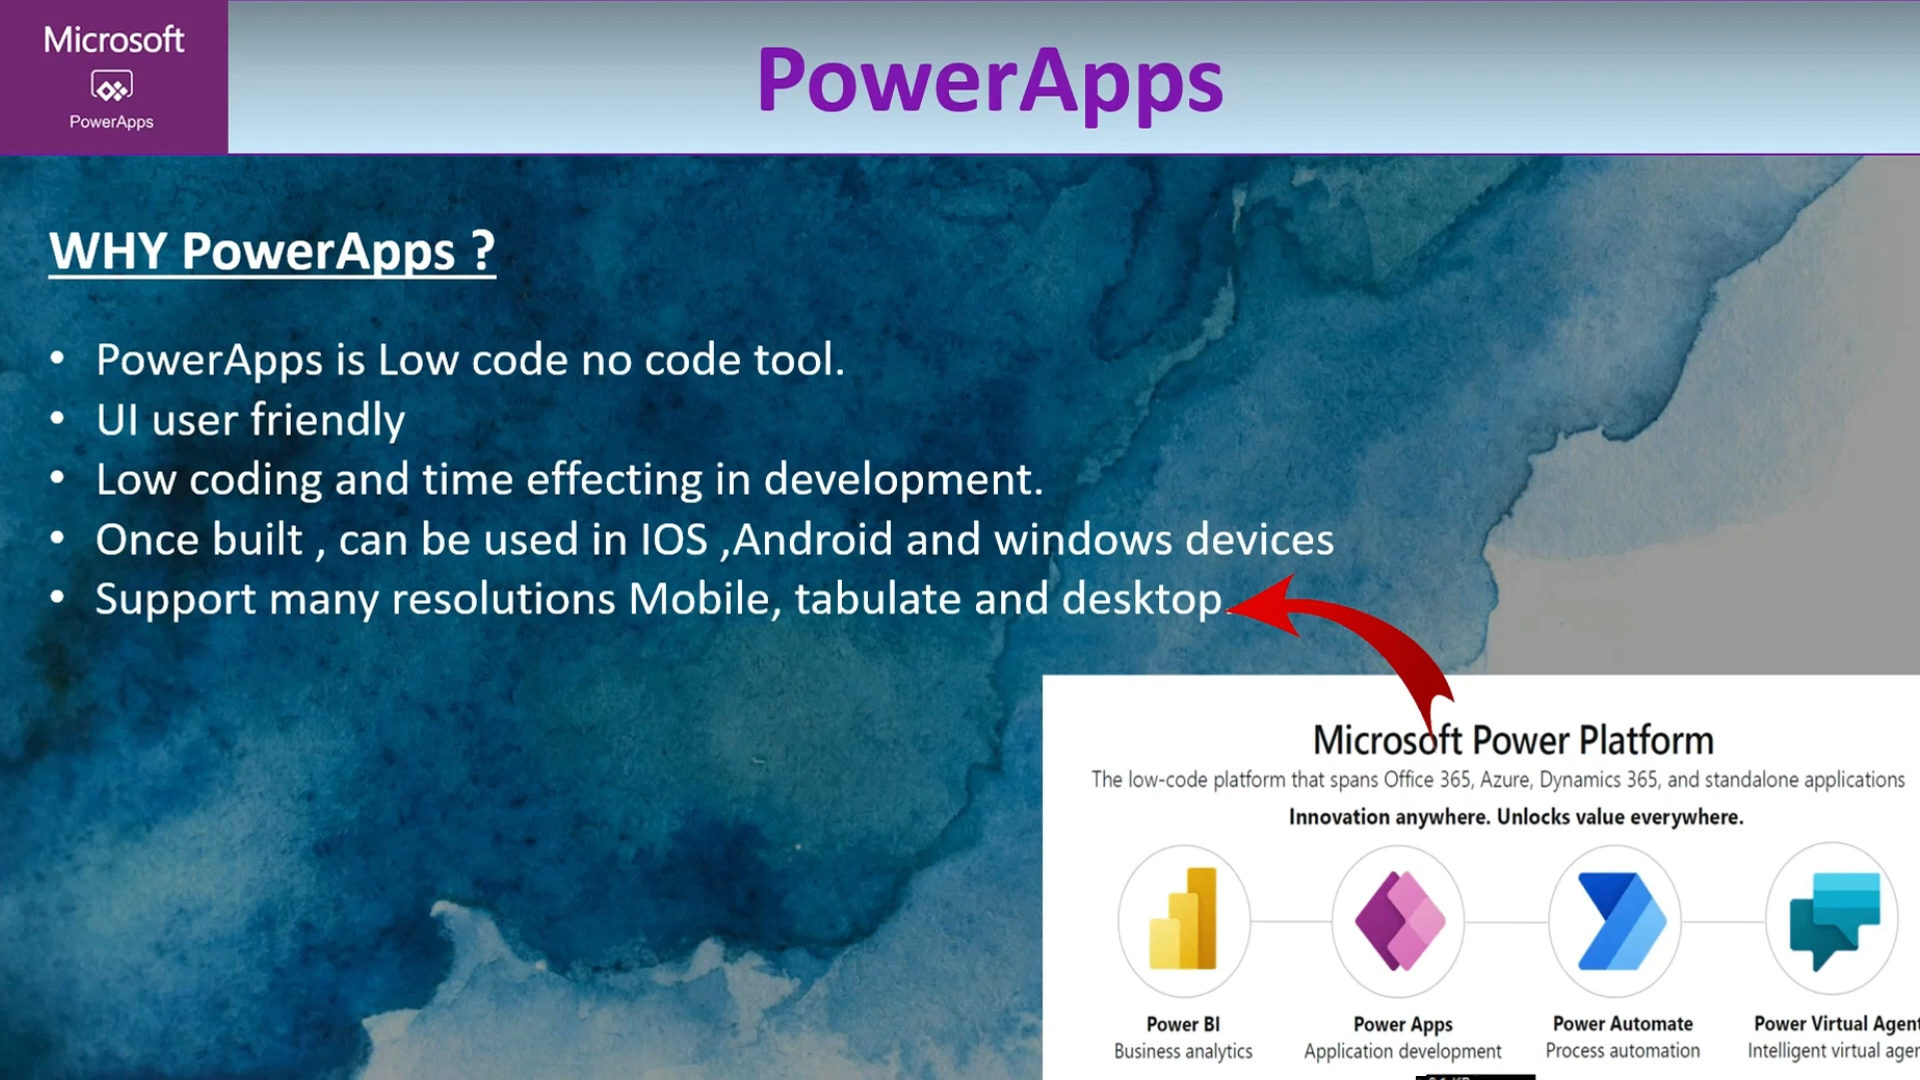 Microsoft
PowerApps
PowerApps
WHY PowerApps ?
• PowerApps is Low code no code tool.
• UI user friendly
• Low coding and time effecting in development.
• Once built , can be used in IOS ,Android and windows devices
• Support many resolutions Mobile, tabulate and desktop.
Microsoft Power Platform
The low-code platform that spans Office 365, Azure, Dynamics 365, and standalone applications
Innovation anywhere. Unlocks value everywhere.
Power BI
Business analytics
Power Apps
Application development
Power Automate
Process automation
Power Virtual Agent
Intelligent virtual agen